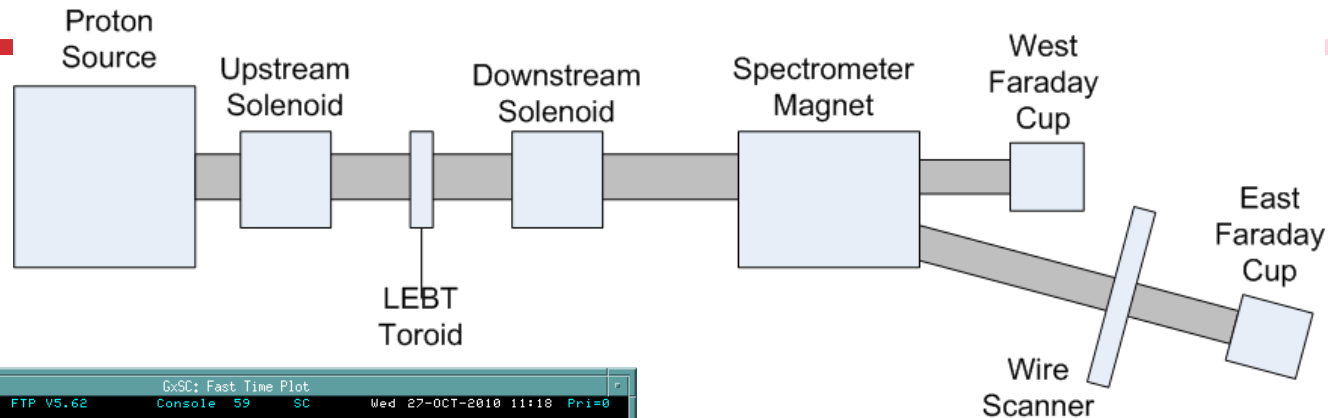 Proton
Source
Upstream
Solenoid
LEBT
Toroid
Downstream
Solenoid
Spectrometer
Magnet
West
Faraday
Cup
East
Faraday
Cup
Wire
Scanner
GxSC: Fast Time Plot
FTP V5.62 Console 59 SC Wed 27-OCT-2010 11:18 Pri=0